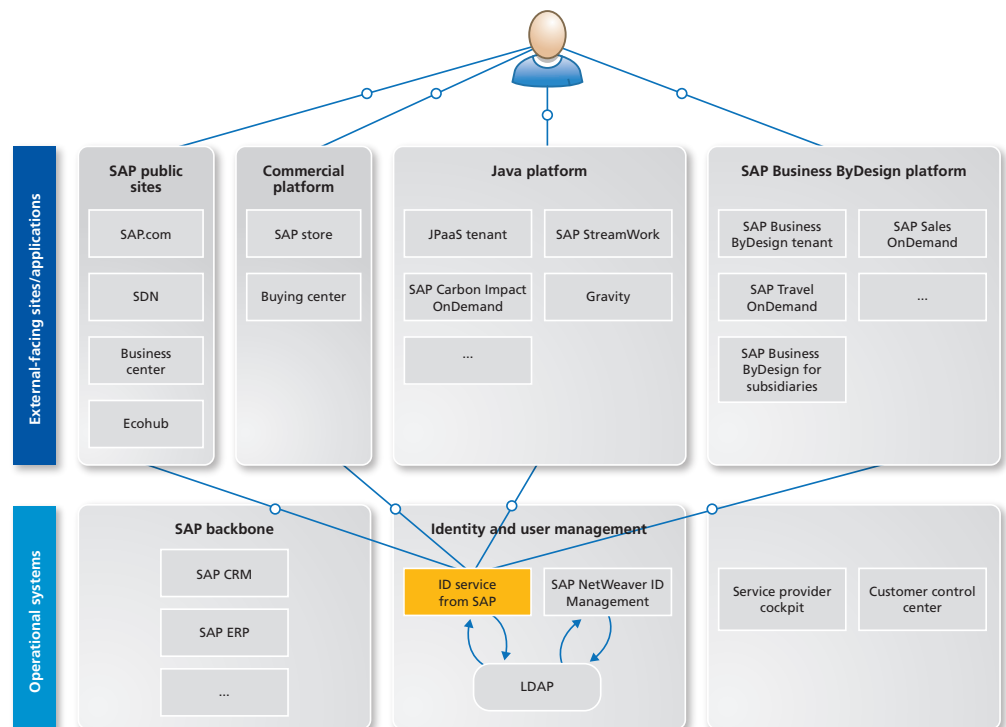 External-facing sites/applications
SAP public
sites
SAP.com
SDN
Business
center
Ecohub
Commercial
platform
SAP store
Buying center
Java platform
JPaaS tenant
SAP StreamWork
SAP Carbon Impact
OnDemand
Gravity
...
SAP Business ByDesign platform
SAP Business
ByDesign tenant
SAP Sales
OnDemand
SAP Travel
OnDemand
...
SAP Business
ByDesign for
subsidiaries
Operational systems
SAP backbone
SAP CRM
SAP ERP
...
Identity and user management
ID service
from SAP
SAP NetWeaver ID
Management
LDAP
Service provider
cockpit
Customer control
center